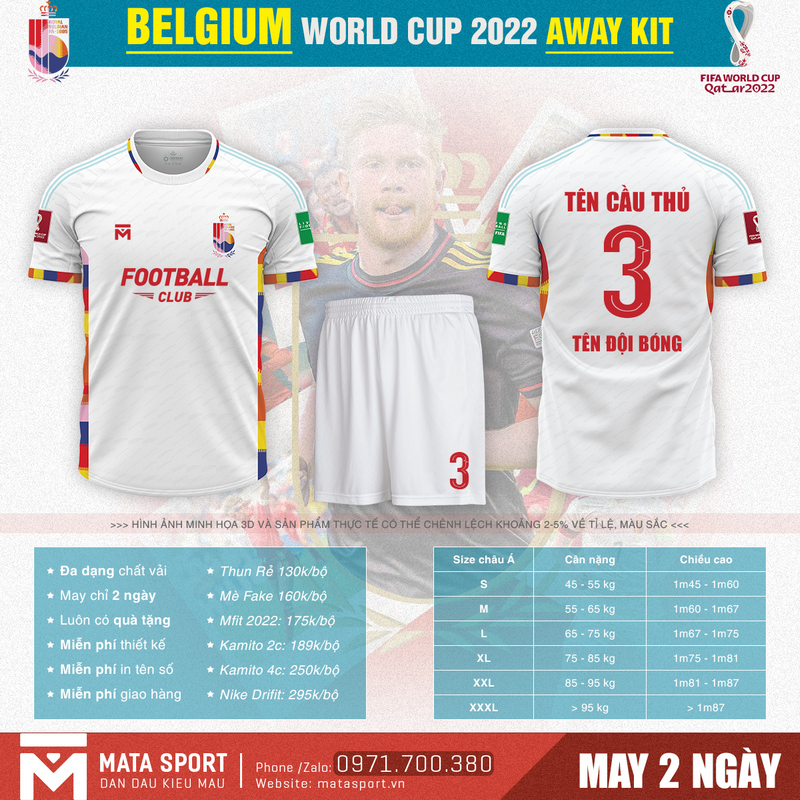 BELGIUM WORLD CUP 2022 AWAY KIT
ROYAL
BELGIAN
FA-1895
FIFA WORLD CUP
Qatar2022
FOOTBALL
CLUB
TÊN CẦU THỦ
3
TÊN ĐỘI BÓNG
3
>>> HÌNH ẢNH MINH HỌA 3D VÀ SẢN PHẨM THỰC TẾ CÓ THỂ CHÊNH LỆCH KHOẢNG 2-5% VỀ TỈ LỆ, MÀU SẮC <<<
Đa dạng chất vải
May chỉ 2 ngày
Luôn có quà tặng
Miễn phí thiết kế
Miễn phí in tên số
Miễn phí giao hàng
Thun Rẻ 130k/bộ
Mè Fake 160k/bộ
Mfit 2022: 175k/bộ
Kamito 2c: 189k/bộ
Kamito 4c: 250k/bộ
Nike Drifit: 295k/bộ
Size châu Á Cân nặng Chiều cao
S 45 - 55 kg 1m45 - 1m60
M 55 - 65 kg 1m60 - 1m67
L 65 - 75 kg 1m67 - 1m75
XL 75 - 85 kg 1m75 - 1m81
XXL 85 - 95 kg 1m81 - 1m87
XXXL > 95 kg > 1m87
MATA SPORT
DAN DAU KIEU MAU
Phone /Zalo: 0971.700.380
Website: matasport.vn
MAY 2 NGÀY